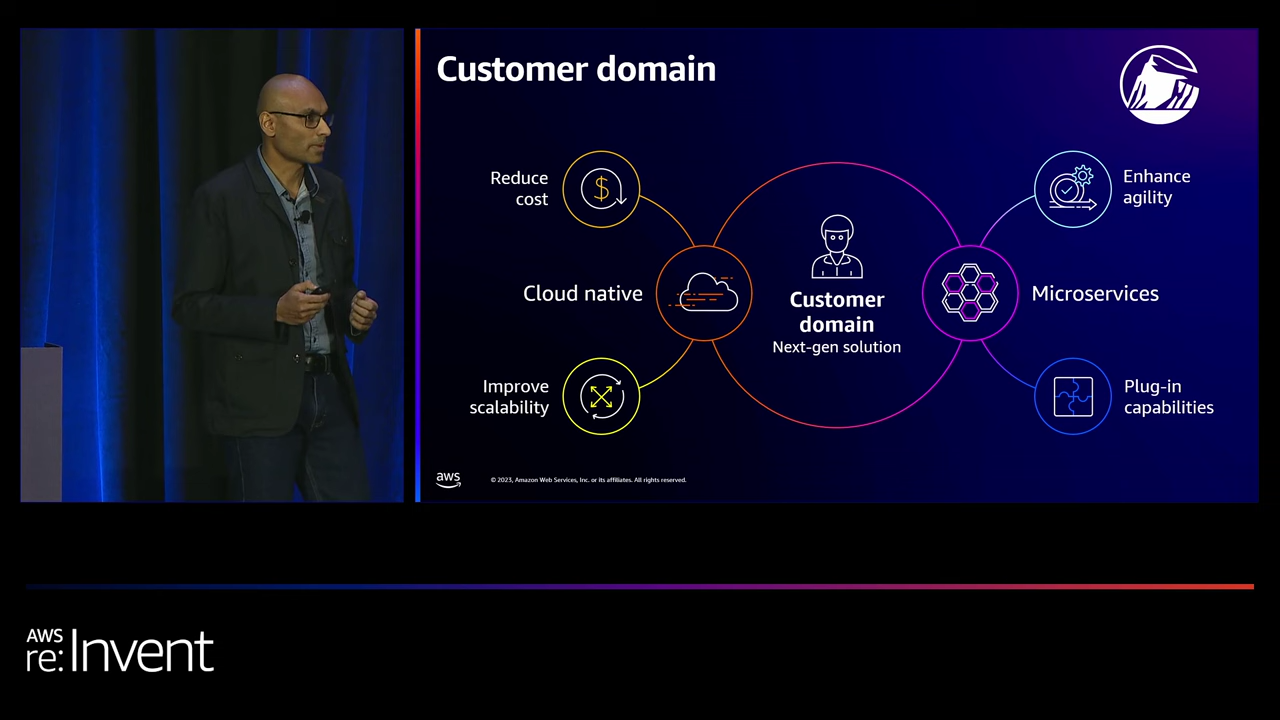 Customer domain
Reduce
cost
Enhance
agility
Cloud native
Customer
domain
Next-gen solution
Microservices
Improve
scalability
Plug-in
capabilities
aws
© 2023, Amazon Web Services, Inc. or its affiliates. All rights reserved.
AWS
re:Invent